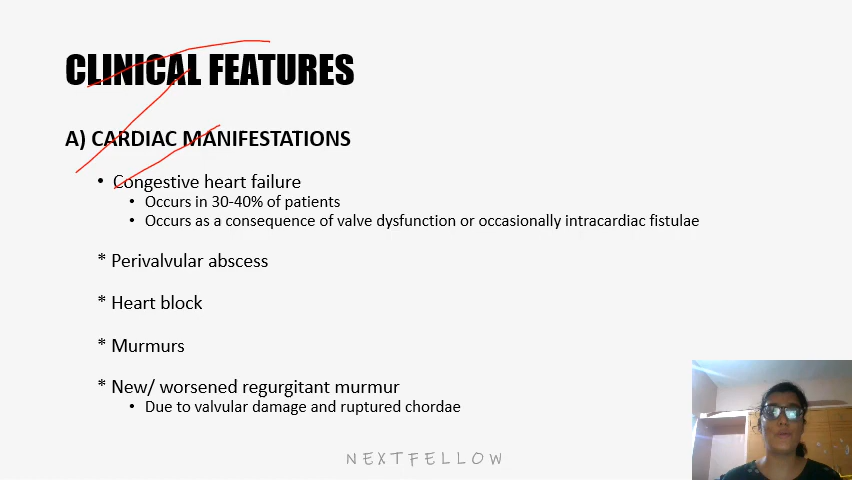 CLINICAL FEATURES
A) CARDIAC MANIFESTATIONS
• Congestive heart failure
• Occurs in 30-40% of patients
• Occurs as a consequence of valve dysfunction or occasionally intracardiac fistulae
* Perivalvular abscess
* Heart block
* Murmurs
* New/ worsened regurgitant murmur
• Due to valvular damage and ruptured chordae
NEXTFELLOW